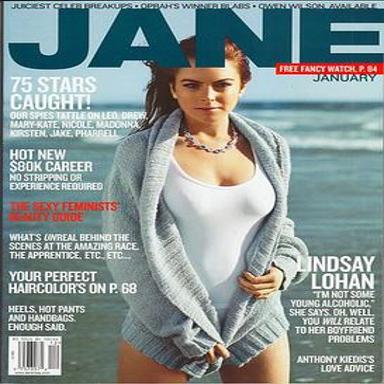 JUICIEST CELEB BREAKUPS • OPRAH'S WINNER BLABS • OWEN WILSON, AVAILABLE
JANE
FREE FANCY WATCH, P. 84
JANUARY
75 STARS
CAUGHT!
OUR SPIES TATTLE ON LEO, DREW,
MARY-KATE, NICOLE, MADONNA,
KIRSTEN, JAKE, PHARRELL
HOT NEW
$80K CAREER
NO STRIPPING OR
EXPERIENCE REQUIRED
THE SEXY FEMINISTS'
BEAUTY GUIDE
WHAT'S UNREAL BEHIND THE
SCENES AT THE AMAZING RACE,
THE APPRENTICE, ETC., ETC...
YOUR PERFECT
HAIRCOLOR'S ON P. 68
HEELS, HOT PANTS
AND HANDBAGS.
ENOUGH SAID.
LINDSAY
LOHAN
"I'M NOT SOME
YOUNG ALCOHOLIC,"
SHE SAYS. OH, WELL.
YOU WILL RELATE
TO HER BOYFRIEND
PROBLEMS
ANTHONY KIEDIS'S
LOVE ADVICE